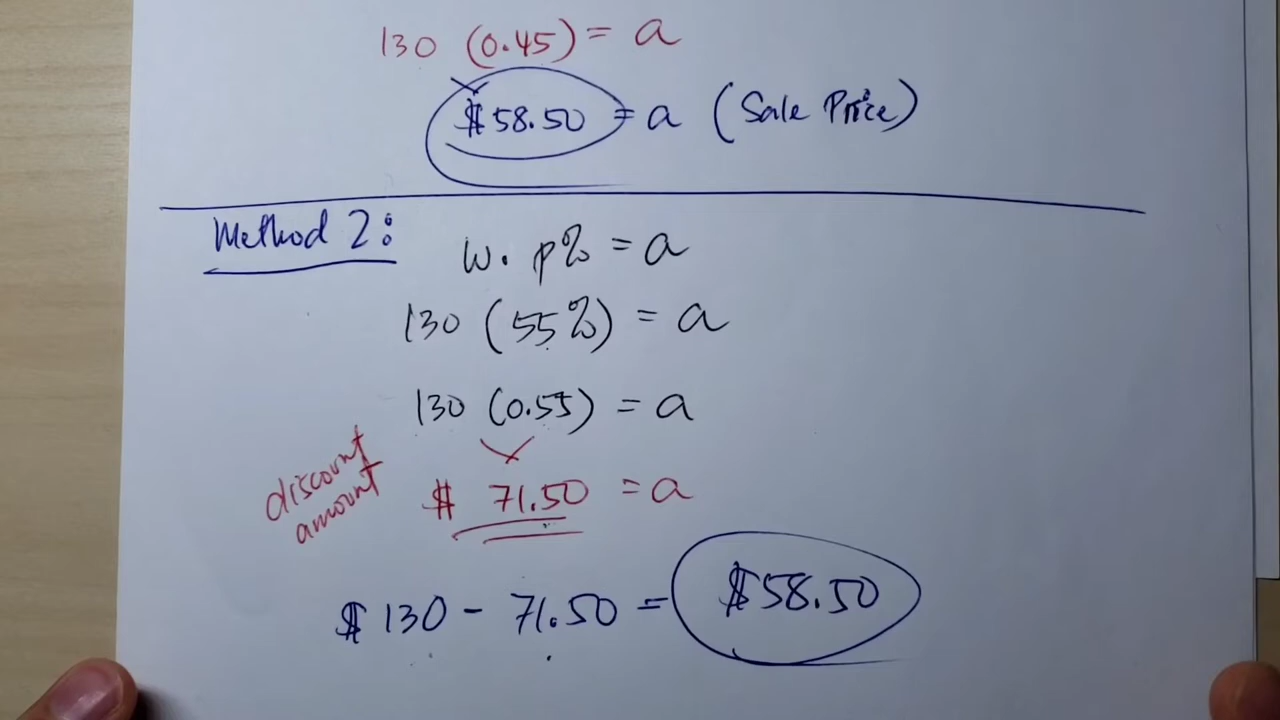 130 (0.45) = a
$58.50 = a (Sale Price)
Method 2:
w. p% = a
130 (55%) = a
130 (0.55) = a
discount
amount
$ 71.50 = a
$ 130 - 71.50 = $58.50